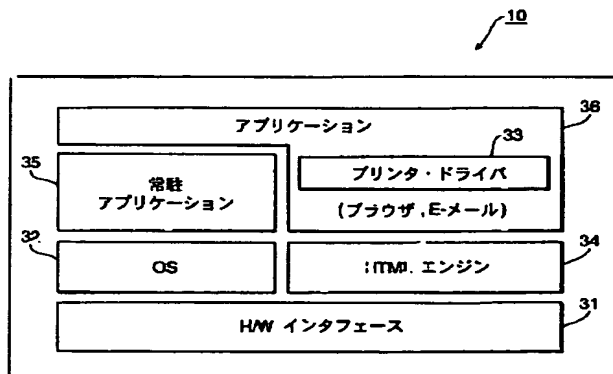 10
36
アプリケーション
33
35
常駐
アプリケーション
プリンタ・ドライバ
(ブラウザ,E-メール)
32
34
OS
エンジン
31
H/W インタフェース